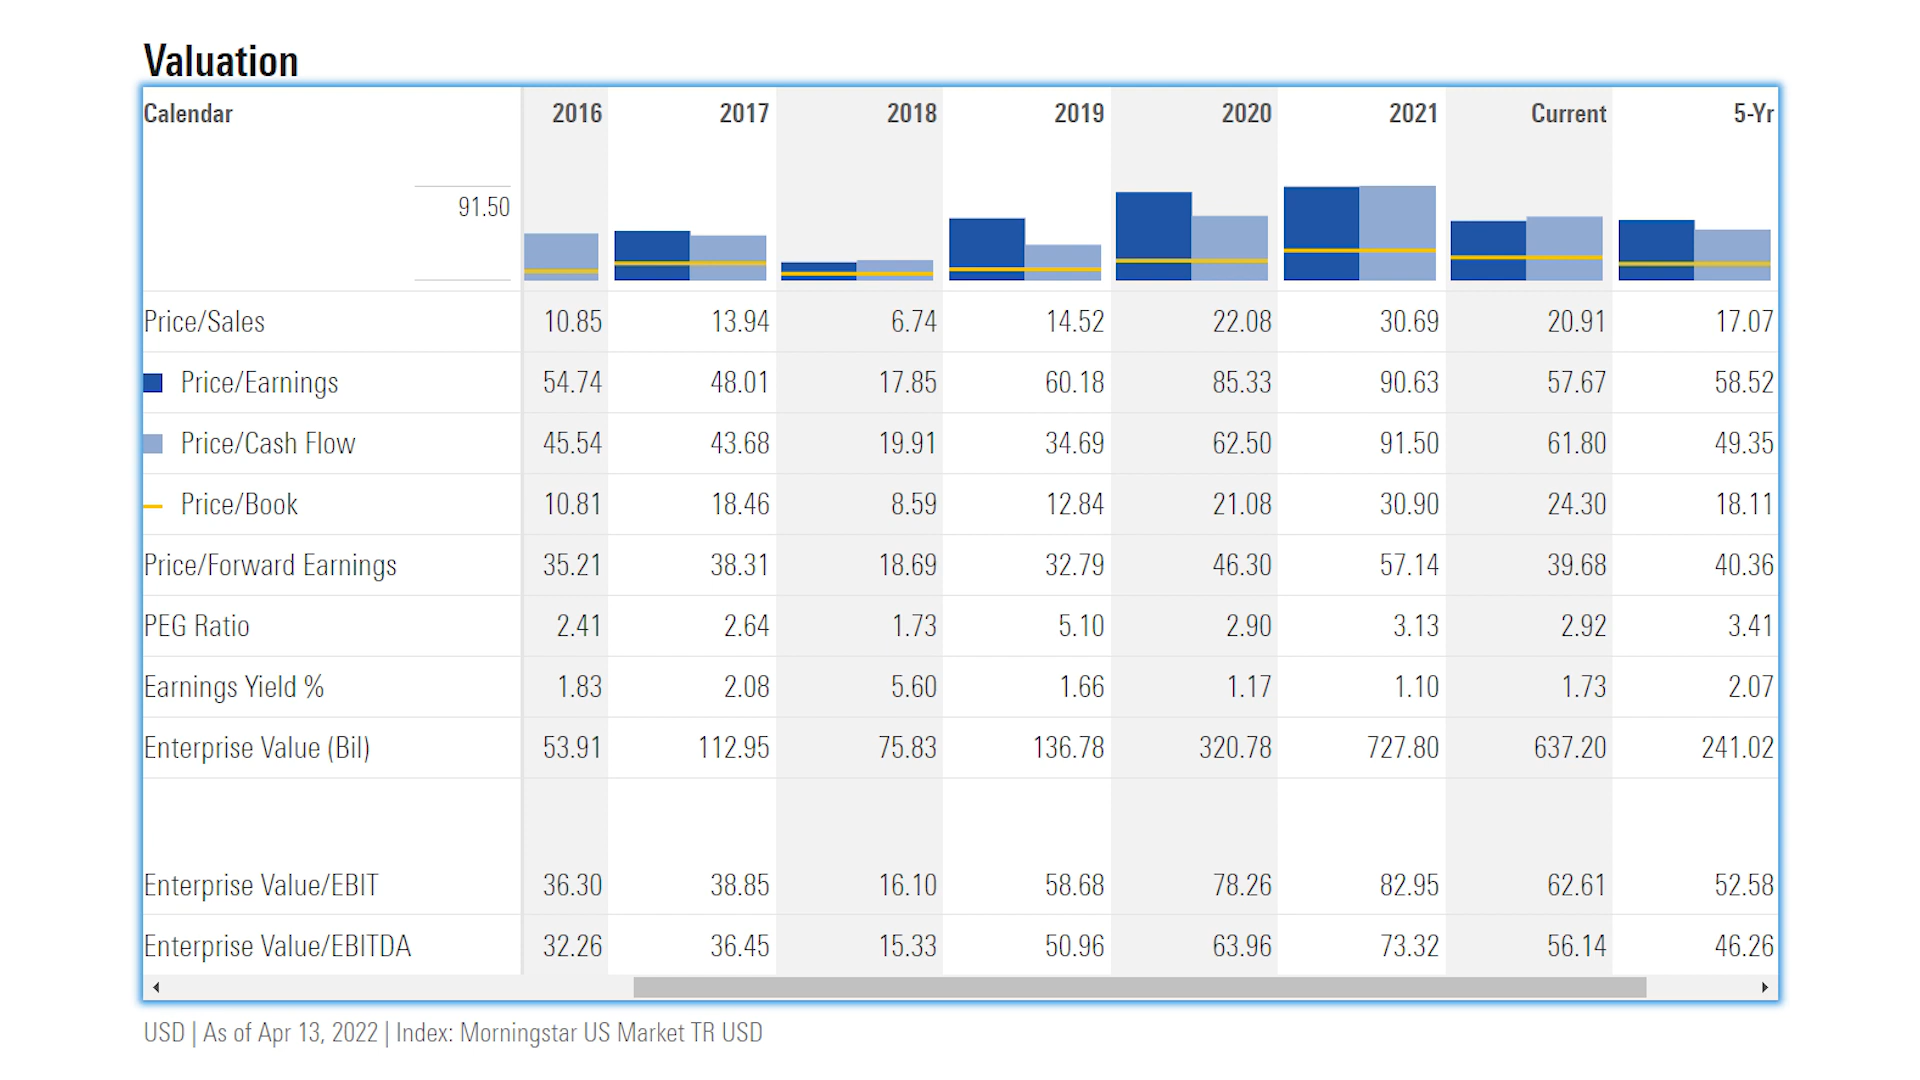 Valuation
Calendar 2016 2017 2018 2019 2020 2021 Current 5-Yr
91.50
Price/Sales 10.85 13.94 6.74 14.52 22.08 30.69 20.91 17.07
Price/Earnings 54.74 48.01 17.85 60.18 85.33 90.63 57.67 58.52
Price/Cash Flow 45.54 43.68 19.91 34.69 62.50 91.50 61.80 49.35
Price/Book 10.81 18.46 8.59 12.84 21.08 30.90 24.30 18.11
Price/Forward Earnings 35.21 38.31 18.69 32.79 46.30 57.14 39.68 40.36
PEG Ratio 2.41 2.64 1.73 5.10 2.90 3.13 2.92 3.41
Earnings Yield % 1.83 2.08 5.60 1.66 1.17 1.10 1.73 2.07
Enterprise Value (Bil) 53.91 112.95 75.83 136.78 320.78 727.80 637.20 241.02
Enterprise Value/EBIT 36.30 38.85 16.10 58.68 78.26 82.95 62.61 52.58
Enterprise Value/EBITDA 32.26 36.45 15.33 50.96 63.96 73.32 56.14 46.26
USD | As of Apr 13, 2022 | Index: Morningstar US Market TR USD